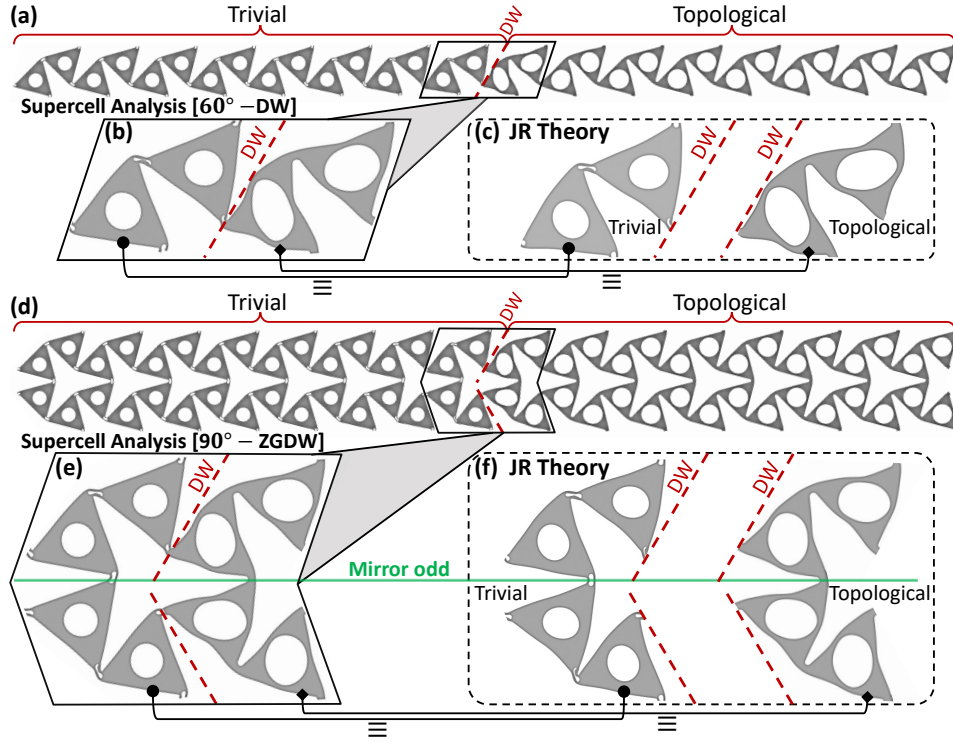 (a) Trivial DW Topological
Supercell Analysis [60° −DW]
(b) DW
(c) JR Theory
DW DW
Trivial Topological
≡ ≡
(d) Trivial DW Topological
Supercell Analysis [90° − ZGDW]
(e) DW
(f) JR Theory
DW DW
Mirror odd
Trivial Topological
≡ ≡